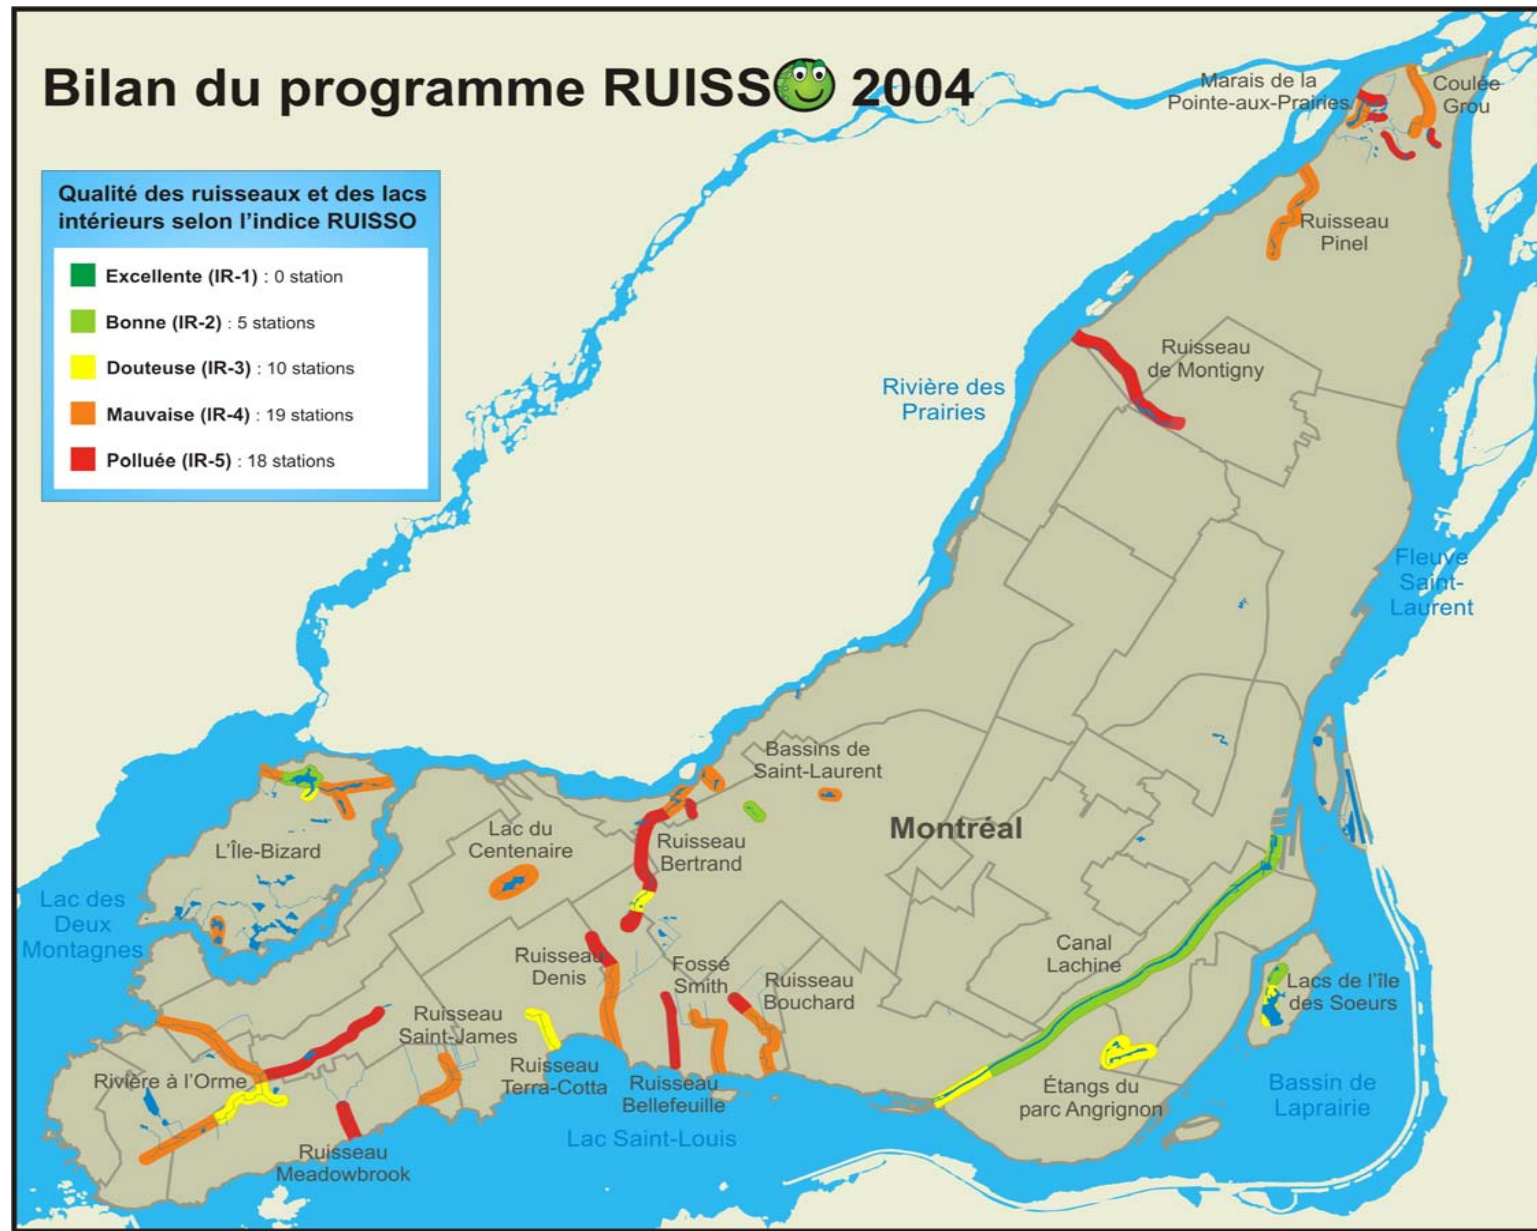 Bilan du programme RUISS 2004
Qualité des ruisseaux et des lacs
intérieurs selon l'indice RUISSO
Excellente (IR-1) : 0 station
Bonne (IR-2) : 5 stations
Douteuse (IR-3) : 10 stations
Mauvaise (IR-4) : 19 stations
Polluée (IR-5) : 18 stations
Marais de la
Pointe-aux-Prairies
Coulée
Grou
Ruisseau
Pinel
Ruisseau
de Montigny
Rivière des
Prairies
Fleuve
Saint-
Laurent
Bassins de
Saint-Laurent
Montréal
Lac du
Centenaire
Ruisseau
Bertrand
L'Île-Bizard
Lac des
Deux
Montagnes
Ruisseau
Denis
Fossé
Smith
Ruisseau
Bouchard
Canal
Lachine
Lacs de l'île
des Soeurs
Ruisseau
Saint-James
Rivière à l'Orme
Ruisseau
Terra-Cotta
Ruisseau
Bellefeuille
Étangs du
parc Angrignon
Bassin de
Laprairie
Lac Saint-Louis
Ruisseau
Meadowbrook